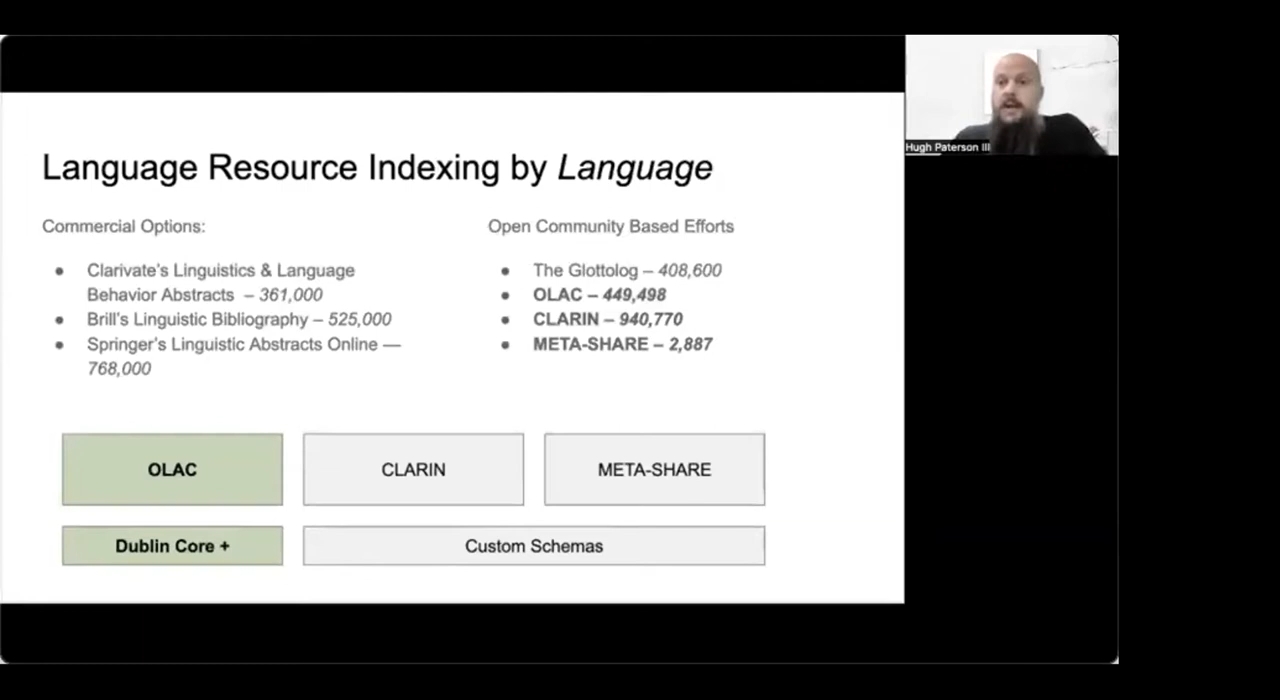 Language Resource Indexing by Language
Commercial Options:
Clarivate's Linguistics & Language
Behavior Abstracts – 361,000
Brill's Linguistic Bibliography – 525,000
Springer's Linguistic Abstracts Online —
768,000
Open Community Based Efforts
The Glottolog – 408,600
OLAC – 449,498
CLARIN – 940,770
META-SHARE – 2,887
OLAC
CLARIN
META-SHARE
Dublin Core +
Custom Schemas
Hugh Paterson III